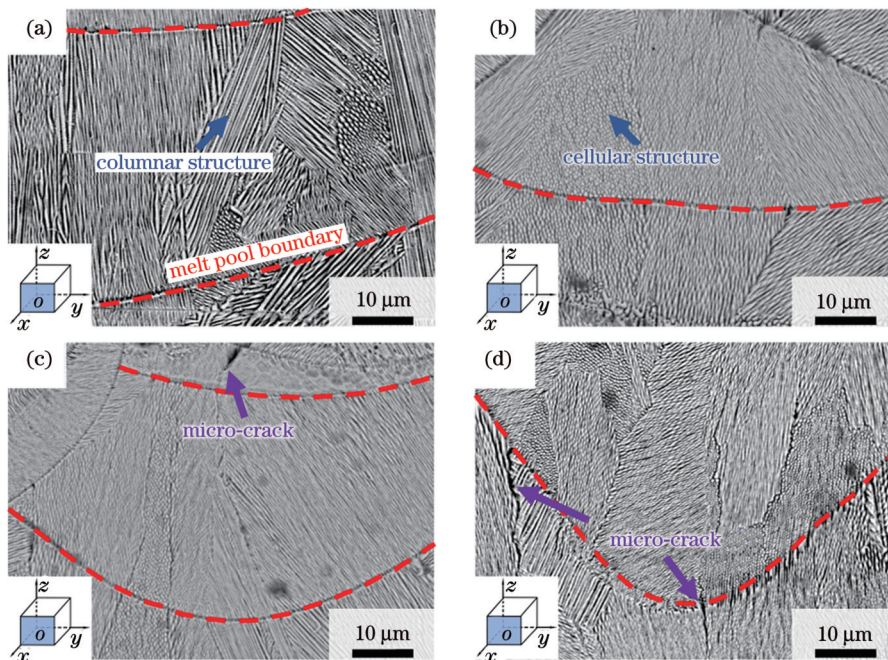 (a)
columnar structure
melt pool boundary
z
o
y
x
10 μm
(b)
cellular structure
z
o
y
x
10 μm
(c)
micro-crack
z
o
y
x
10 μm
(d)
micro-crack
z
o
y
x
10 μm